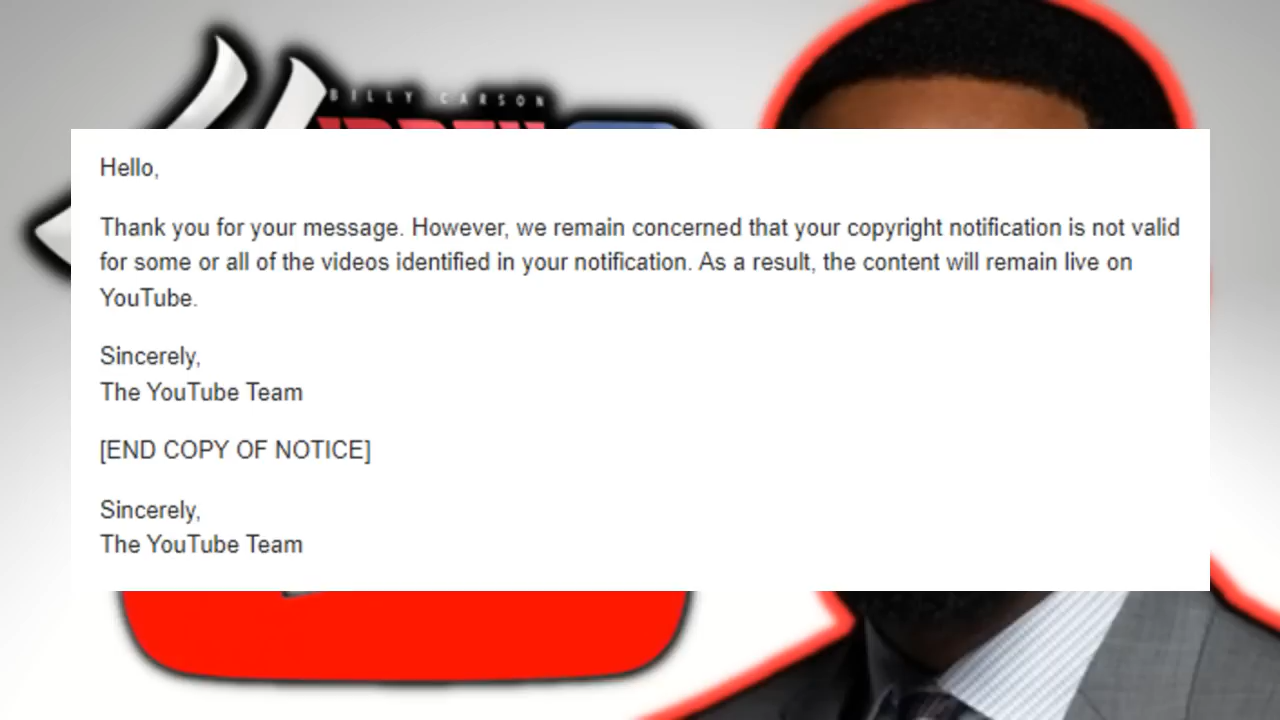 BILLY CARSON
Hello,
Thank you for your message. However, we remain concerned that your copyright notification is not valid
for some or all of the videos identified in your notification. As a result, the content will remain live on
YouTube.
Sincerely,
The YouTube Team
[END COPY OF NOTICE]
Sincerely,
The YouTube Team